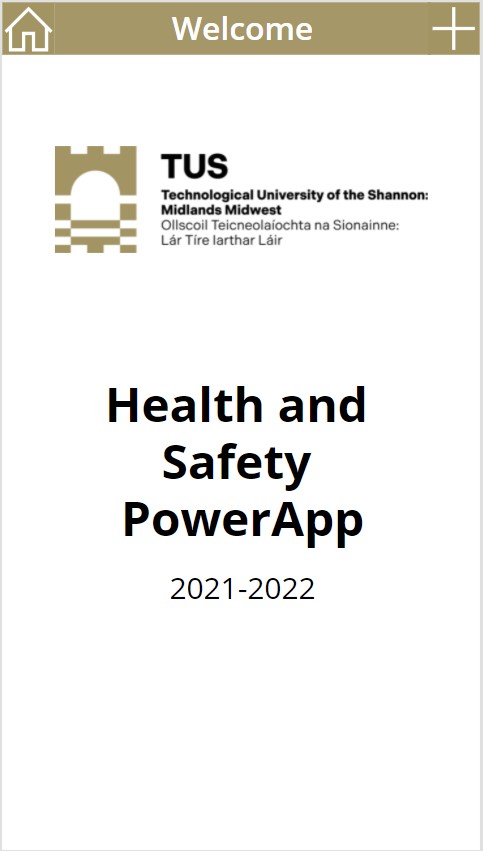 Welcome
TUS
Technological University of the Shannon:
Midlands Midwest
Ollscoil Teicneolaíochta na Sionainne:
Lár Tíre Iarthar Láir
Health and
Safety
PowerApp
2021-2022